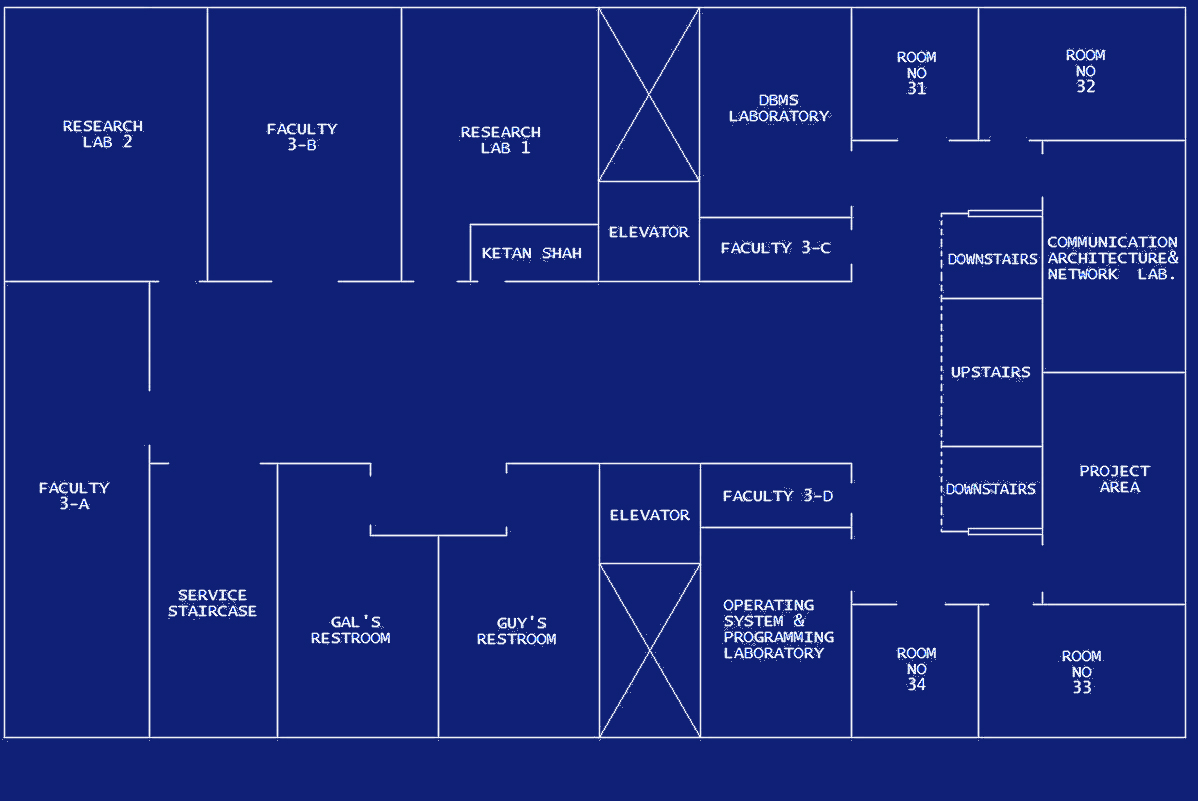 RESEARCH
LAB 2
FACULTY
3-B
RESEARCH
LAB 1
DBMS
LABORATORY
ROOM
NO
31
ROOM
NO
32
KETAN SHAH
ELEVATOR
FACULTY 3-C
DOWNSTAIRS
COMMUNICATION
ARCHITECTURE&
NETWORK LAB.
UPSTAIRS
FACULTY
3-A
ELEVATOR
FACULTY 3-D
DOWNSTAIRS
PROJECT
AREA
SERVICE
STAIRCASE
GAL'S
RESTROOM
GUY'S
RESTROOM
OPERATING
SYSTEM &
PROGRAMMING
LABORATORY
ROOM
NO
34
ROOM
NO
33